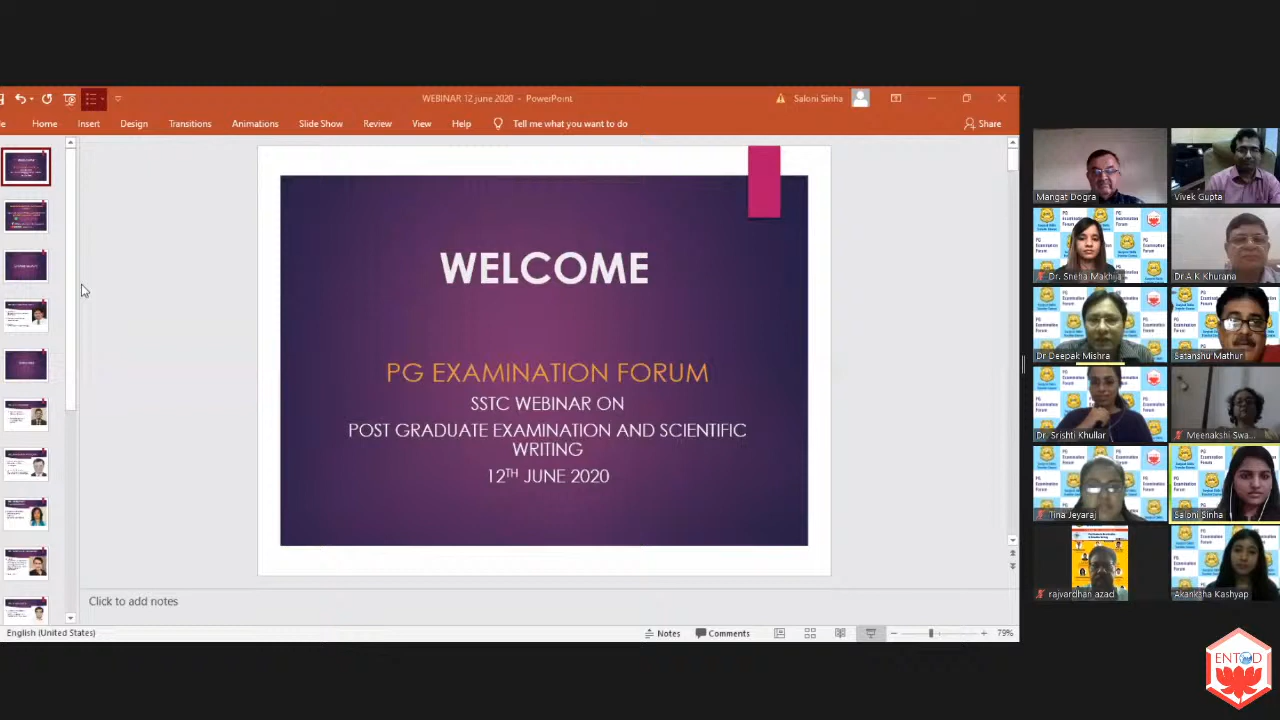 WEBINAR 12 june 2020 - PowerPoint
Saloni Sinha
Home
Insert
Design
Transitions
Animations
Slide Show
Review
View
Help
Tell me what you want to do
Share
WELCOME
PG EXAMINATION FORUM
SSTC WEBINAR ON
POST GRADUATE EXAMINATION AND SCIENTIFIC
WRITING
12TH JUNE 2020
Click to add notes
English (United States)
Notes
Comments
79%
Mangat Dogra
Vivek Gupta
PG Examination Forum
Dr. Sneha Makhija
Dr A K Khurana
Dr Deepak Mishra
Satanshu Mathur
Dr. Srishti Khullar
Meenakshi Swa...
Tina Jeyaraj
Saloni Sinha
rajvardhan azad
Akanksha Kashyap
ENTOD